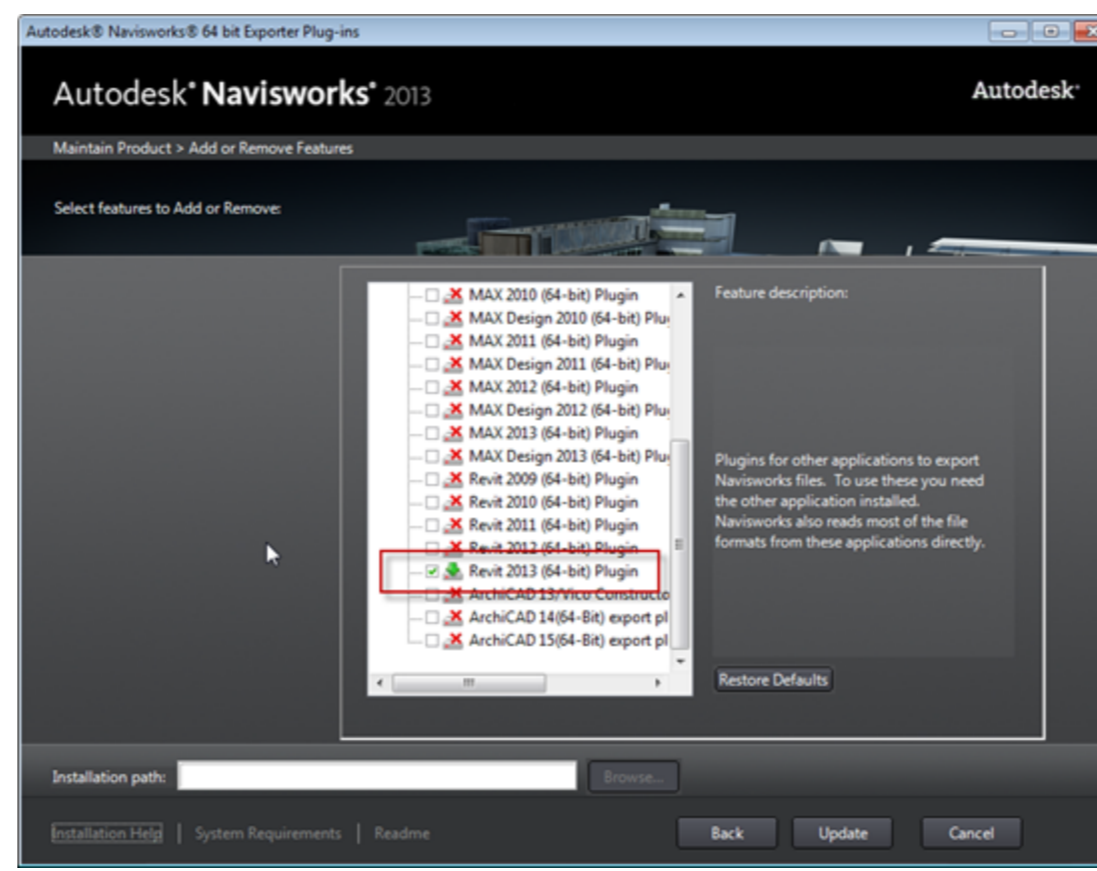 Autodesk® Navisworks® 64 bit Exporter Plug-ins
Autodesk® Navisworks® 2013
Autodesk®
Maintain Product > Add or Remove Features
Select features to Add or Remove:
MAX 2010 (64-bit) Plugin
MAX Design 2010 (64-bit) Plu
MAX 2011 (64-bit) Plugin
MAX Design 2011 (64-bit) Plu
MAX 2012 (64-bit) Plugin
MAX Design 2012 (64-bit) Plu
MAX 2013 (64-bit) Plugin
MAX Design 2013 (64-bit) Plu
Revit 2009 (64-bit) Plugin
Revit 2010 (64-bit) Plugin
Revit 2011 (64-bit) Plugin
Revit 2012 (64-bit) Plugin
Revit 2013 (64-bit) Plugin
ArchiCAD 13/Vico Constructo
ArchiCAD 14(64-Bit) export pl
ArchiCAD 15(64-Bit) export pl
Feature description:
Plugins for other applications to export
Navisworks files. To use these you need
the other application installed.
Navisworks also reads most of the file
formats from these applications directly.
Restore Defaults
Installation path:
Browse...
Installation Help | System Requirements | Readme
Back
Update
Cancel